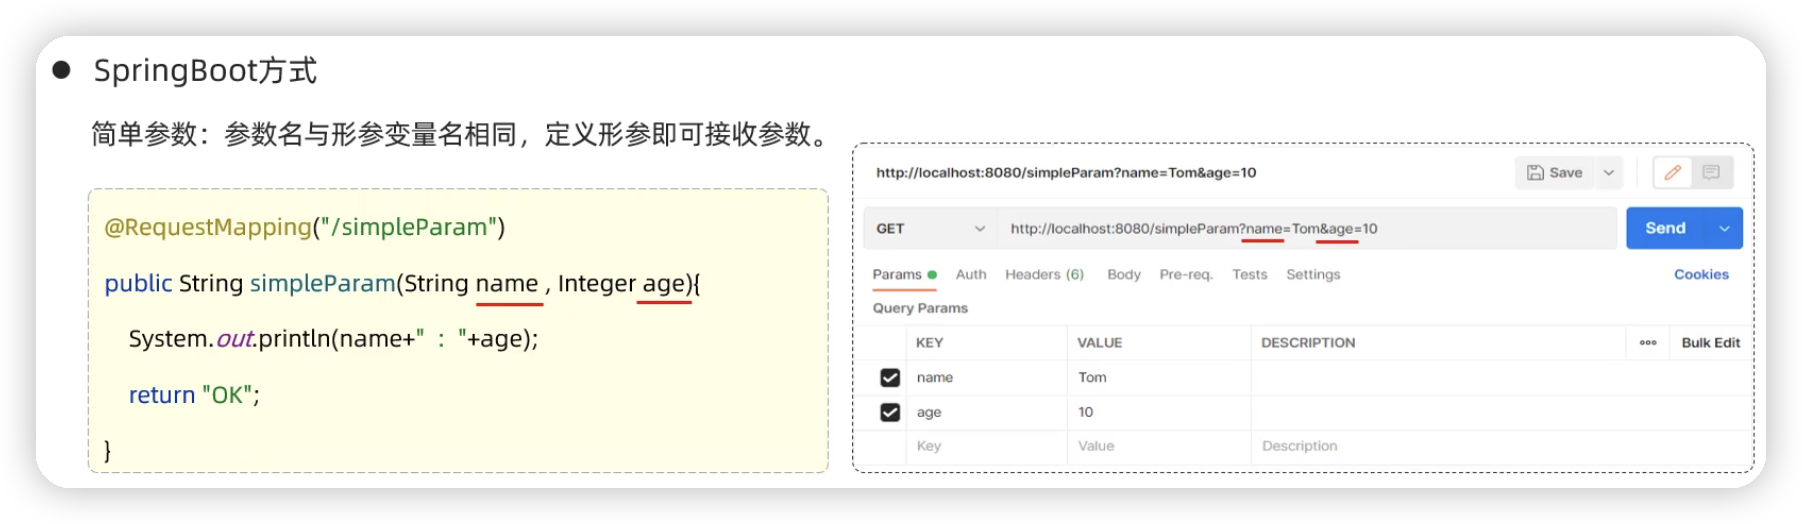 SpringBoot方式
简单参数：参数名与形参变量名相同，定义形参即可接收参数。
@RequestMapping("/simpleParam")
public String simpleParam(String name , Integer age){
System.out.println(name+" : "+age);
return "OK";
}
http://localhost:8080/simpleParam?name=Tom&age=10
Save
GET
http://localhost:8080/simpleParam?name=Tom&age=10
Send
Params Auth Headers (6) Body Pre-req. Tests Settings Cookies
Query Params
KEY VALUE DESCRIPTION ooo Bulk Edit
name Tom
age 10
Key Value Description